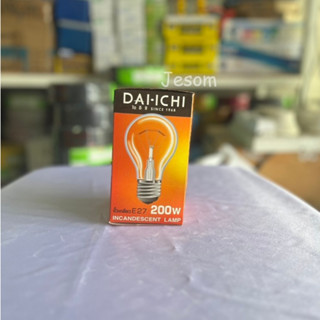 Jesom
DAI-ICHI
SINCE 1968
E27 200W
INCANDESCENT LAMP